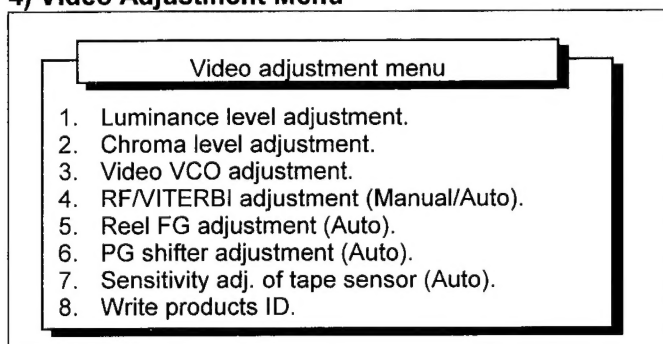 4) Video Adjustment Menu
Video adjustment menu
1. Luminance level adjustment.
2. Chroma level adjustment.
3. Video VCO adjustment.
4. RF/VITERBI adjustment (Manual/Auto).
5. Reel FG adjustment (Auto).
6. PG shifter adjustment (Auto).
7. Sensitivity adj. of tape sensor (Auto).
8. Write products ID.